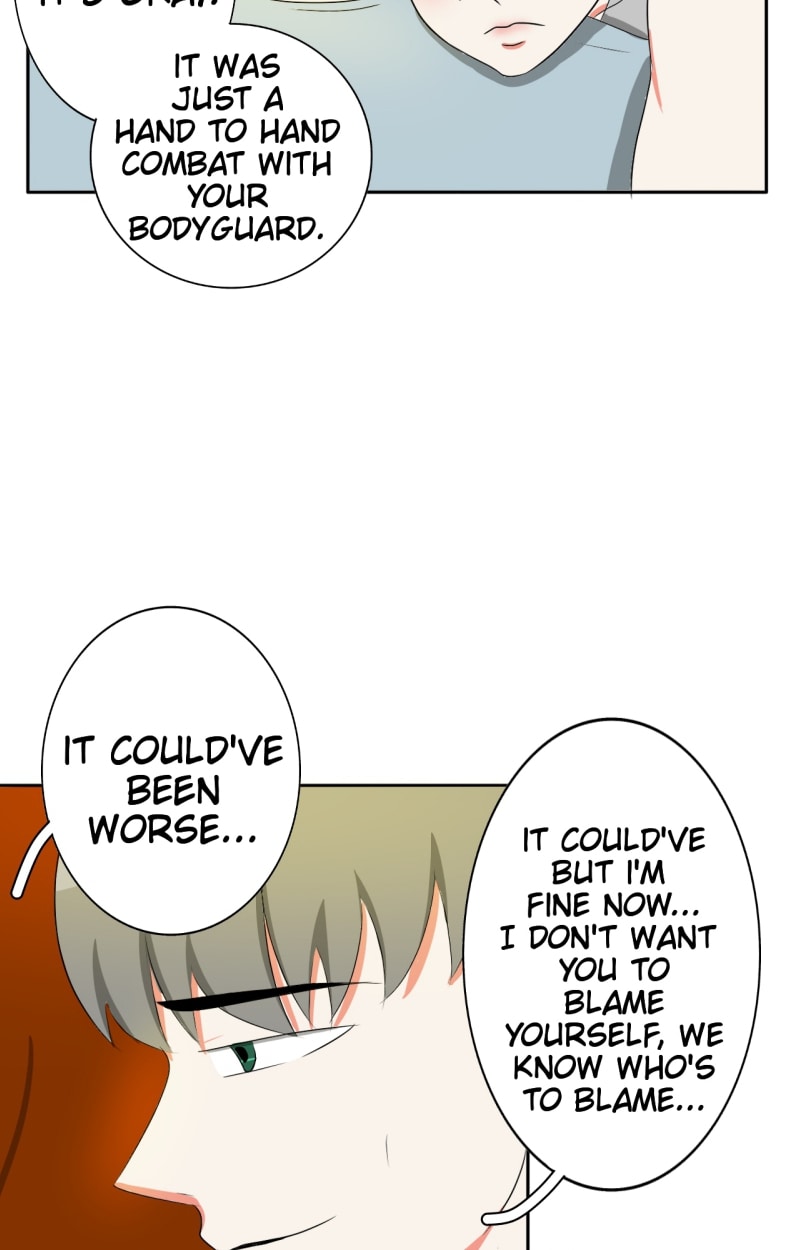 IT WAS
JUST A
HAND TO HAND
COMBAT WITH
YOUR
BODYGUARD.
IT COULD'VE
BEEN
WORSE...
IT COULD'VE
BUT I'M
FINE NOW...
I DON'T WANT
YOU TO
BLAME
YOURSELF, WE
KNOW WHO'S
TO BLAME...